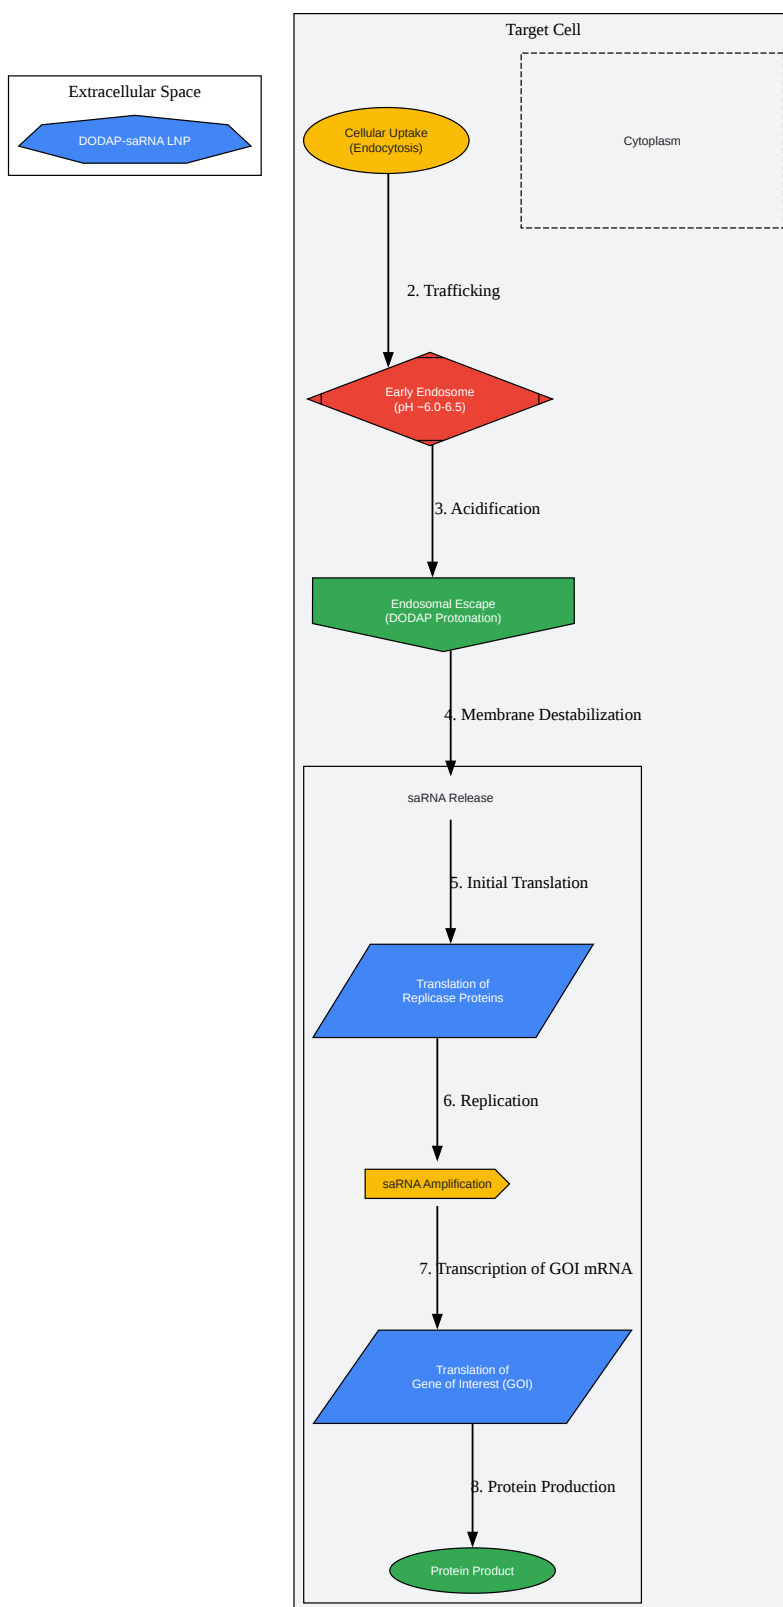 Target Cell
Extracellular Space
DODAP-saRNA LNP
Cellular Uptake
(Endocytosis)
Cytoplasm
2. Trafficking
Early Endosome
(pH ~6.0-6.5)
3. Acidification
Endosomal Escape
(DODAP Protonation)
4. Membrane Destabilization
saRNA Release
5. Initial Translation
Translation of
Replicase Proteins
6. Replication
saRNA Amplification
7. Transcription of GOI mRNA
Translation of
Gene of Interest (GOI)
8. Protein Production
Protein Product